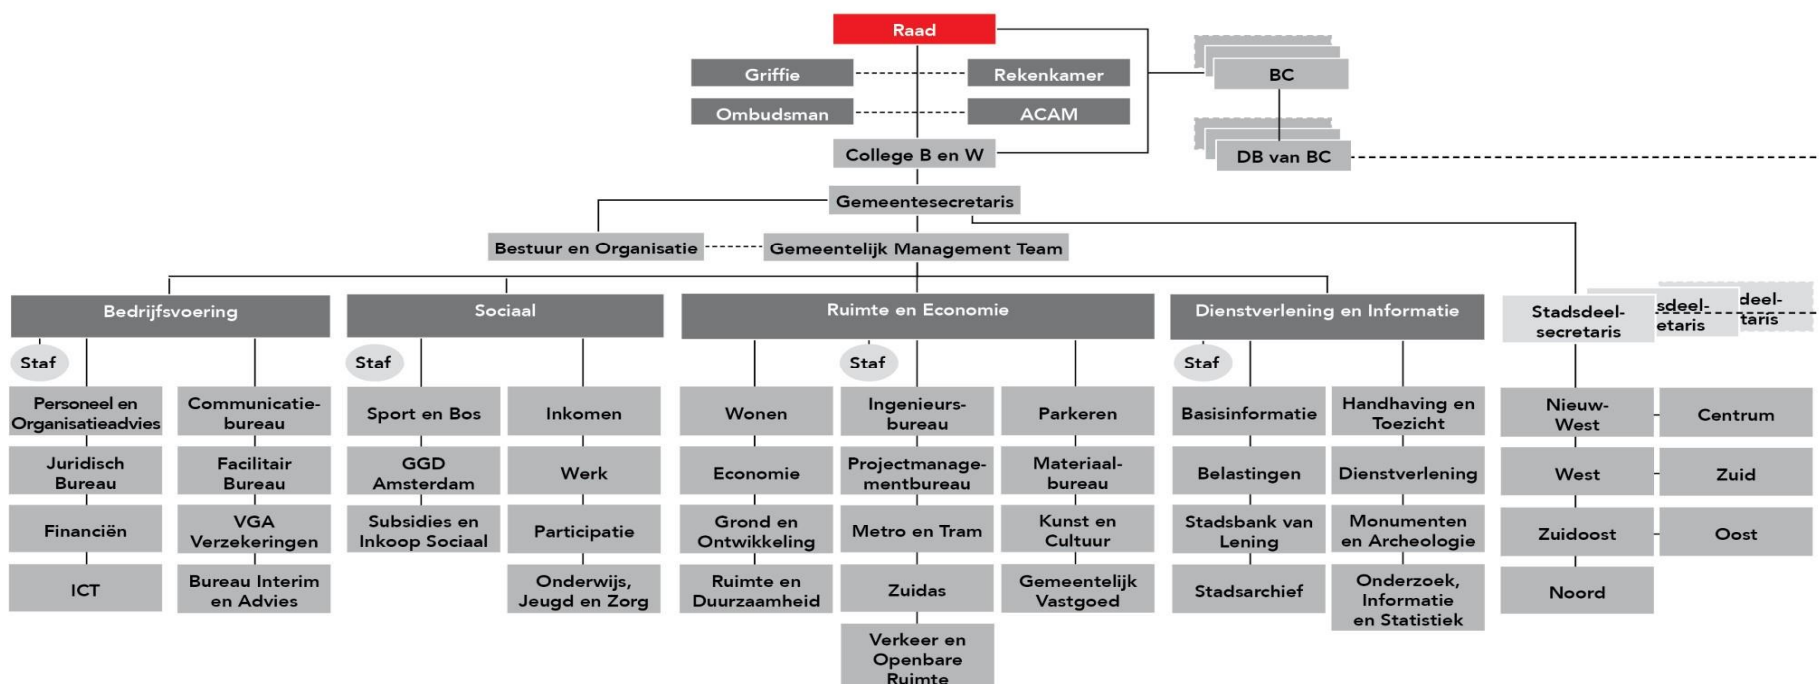 Raad
Griffie
Rekenkamer
BC
Ombudsman
ACAM
College B en W
DB van BC
Gemeentesecretaris
Bestuur en Organisatie
Gemeentelijk Management Team
Bedrijfsvoering
Sociaal
Ruimte en Economie
Dienstverlening en Informatie
Stadsdeel-
secretaris
sdeel-
etaris
deel-
taris
Staf
Staf
Staf
Staf
Personeel en
Organisatieadvies
Communicatie-
bureau
Sport en Bos
Inkomen
Wonen
Ingenieurs-
bureau
Parkeren
Basisinformatie
Handhaving en
Toezicht
Nieuw-
West
Centrum
Juridisch
Bureau
Facilitair
Bureau
GGD
Amsterdam
Werk
Economie
Projectmanage-
mentbureau
Materiaal-
bureau
Belastingen
Dienstverlening
West
Zuid
Financiën
VGA
Verzekeringen
Subsidies en
Inkoop Sociaal
Participatie
Grond en
Ontwikkeling
Metro en Tram
Kunst en
Cultuur
Stadsbank van
Lening
Monumenten
en Archeologie
Zuidoost
Oost
ICT
Bureau Interim
en Advies
Onderwijs,
Jeugd en Zorg
Ruimte en
Duurzaamheid
Zuidas
Gemeentelijk
Vastgoed
Stadsarchief
Onderzoek,
Informatie
en Statistiek
Noord
Verkeer en
Openbare
Ruimte